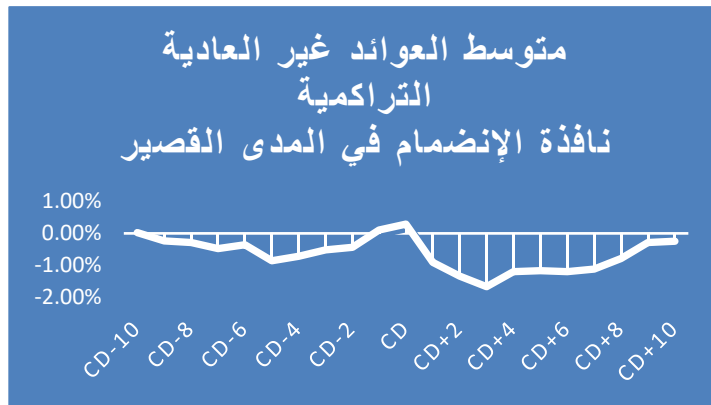 متوسط العوائد غير العادية
التراكمية
نافذة الإنضمام في المدى القصير
1.00%
0.00%
-1.00%
-2.00%
CD-10
CD-8
CD-6
CD-4
CD-2
CD
CD+2
CD+4
CD+6
CD+8
CD+10